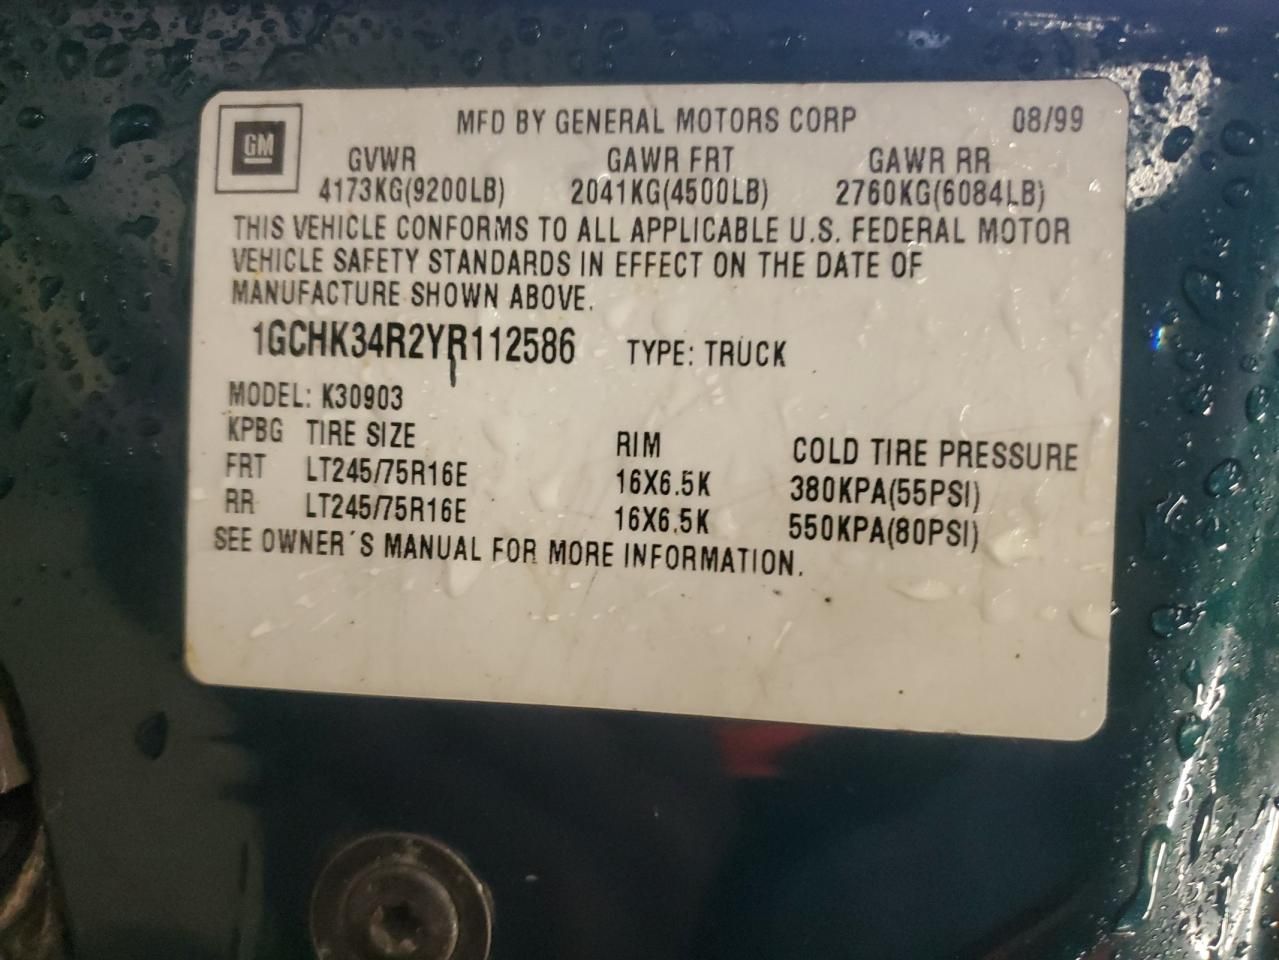 GM MFD BY GENERAL MOTORS CORP 08/99
GVWR GAWR FRT GAWR RR
4173KG(9200LB) 2041KG(4500LB) 2760KG(6084LB)
THIS VEHICLE CONFORMS TO ALL APPLICABLE U.S. FEDERAL MOTOR
VEHICLE SAFETY STANDARDS IN EFFECT ON THE DATE OF
MANUFACTURE SHOWN ABOVE.
1GCHK34R2YR112586 TYPE: TRUCK
MODEL: K30903
KPBG TIRE SIZE RIM COLD TIRE PRESSURE
FRT LT245/75R16E 16X6.5K 380KPA(55PSI)
RR LT245/75R16E 16X6.5K 550KPA(80PSI)
SEE OWNER´S MANUAL FOR MORE INFORMATION.